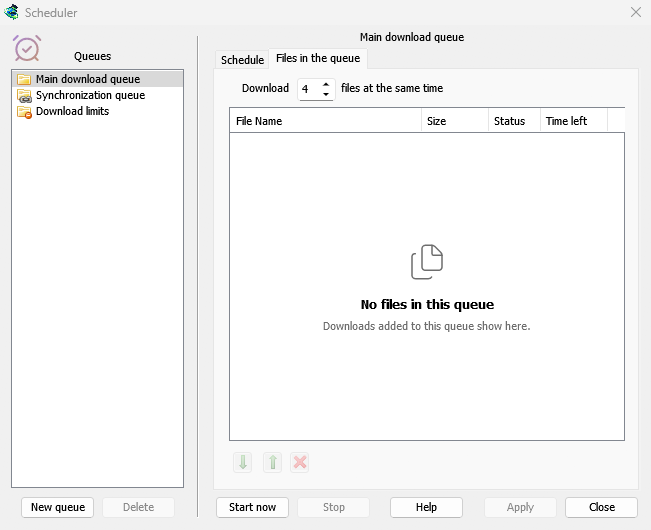 Scheduler
Queues
Main download queue
Synchronization queue
Download limits
New queue
Delete
Main download queue
Schedule
Files in the queue
Download 4 files at the same time
File Name Size Status Time left
No files in this queue
Downloads added to this queue show here.
Start now
Stop
Help
Apply
Close